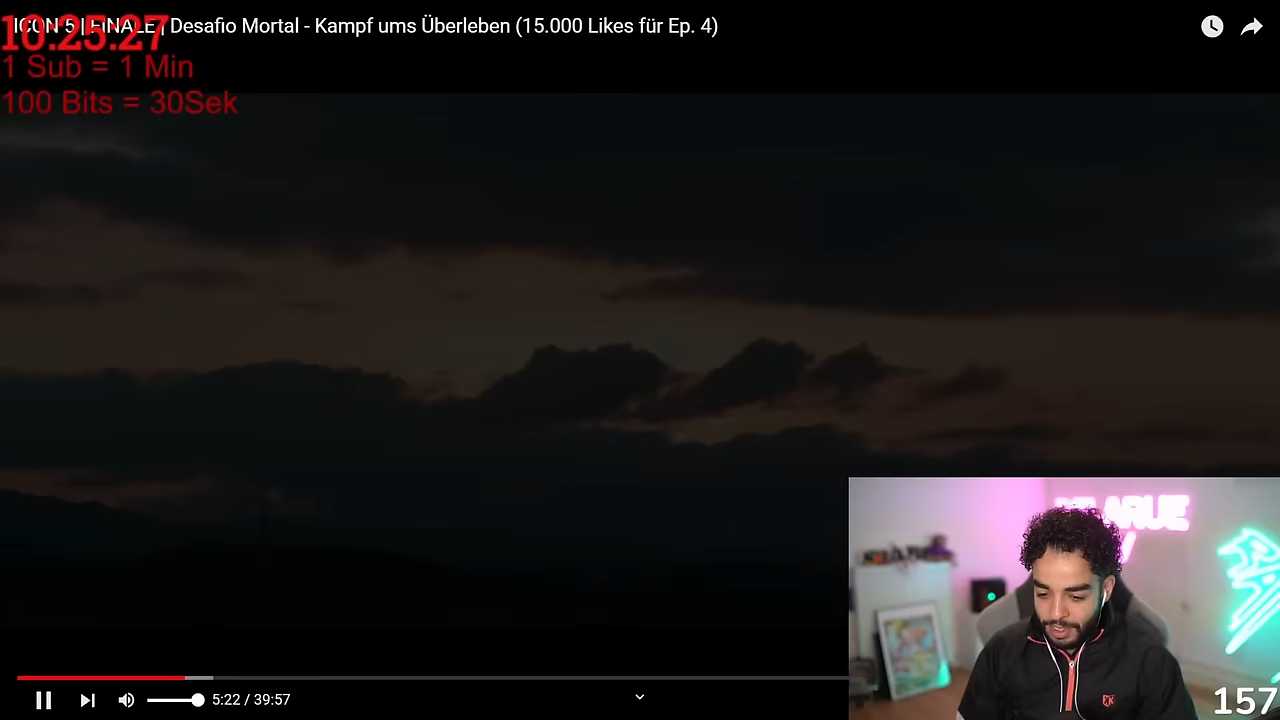 ICON 5 | FINALE | Desafio Mortal - Kampf ums Überleben (15.000 Likes für Ep. 4)
10:25:27
1 Sub = 1 Min
100 Bits = 30Sek
5:22 / 39:57
157